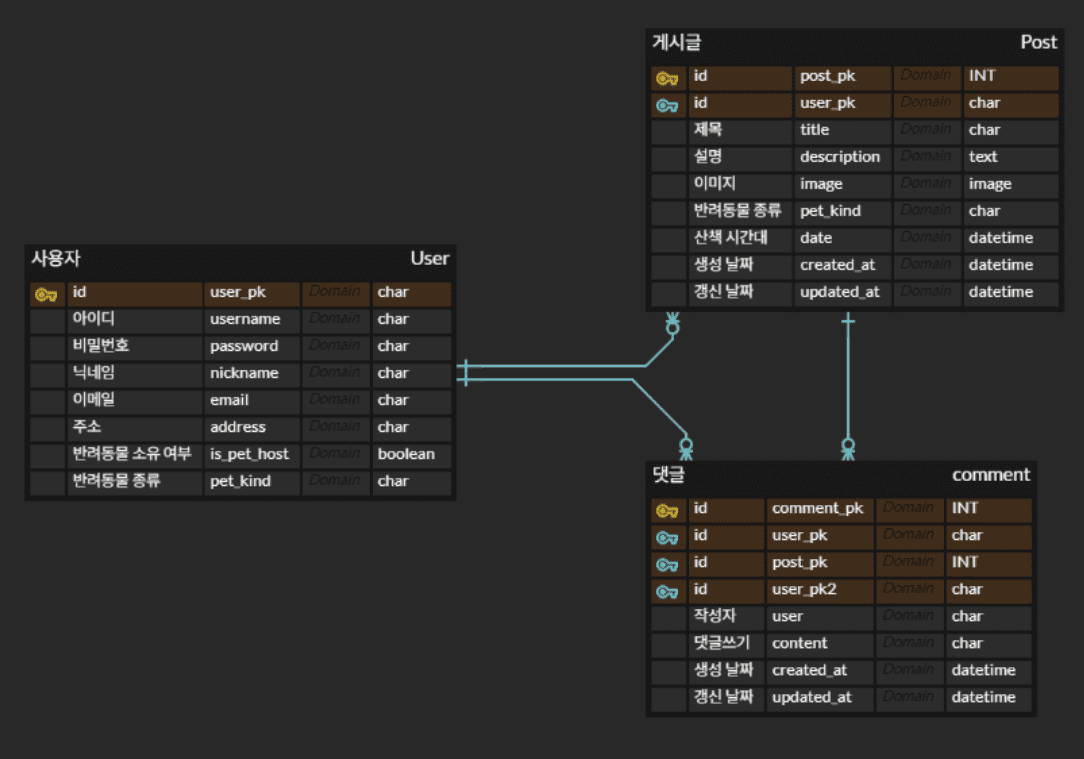 게시글 Post
id post_pk Domain INT
id user_pk Domain char
제목 title Domain char
설명 description Domain text
이미지 image Domain image
반려동물 종류 pet_kind Domain char
산책 시간대 date Domain datetime
생성 날짜 created_at Domain datetime
갱신 날짜 updated_at Domain datetime
사용자 User
id user_pk Domain char
아이디 username Domain char
비밀번호 password Domain char
닉네임 nickname Domain char
이메일 email Domain char
주소 address Domain char
반려동물 소유 여부 is_pet_host Domain boolean
반려동물 종류 pet_kind Domain char
댓글 comment
id comment_pk Domain INT
id user_pk Domain char
id post_pk Domain INT
id user_pk2 Domain char
작성자 user Domain char
댓글쓰기 content Domain char
생성 날짜 created_at Domain datetime
갱신 날짜 updated_at Domain datetime